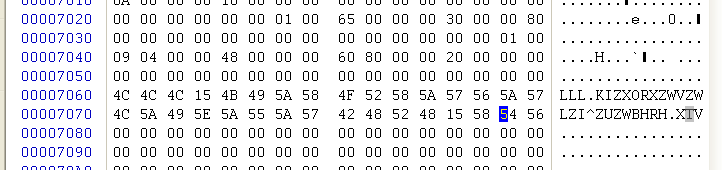 00007020 00 00 00 00 00 00 01 00 65 00 00 00 30 00 00 80 ........e...0..
00007030 00 00 00 00 00 00 00 00 00 00 00 00 00 00 01 00 ................
00007040 09 04 00 00 48 00 00 00 60 80 00 00 20 00 00 00 ....H...`. ...
00007050 00 00 00 00 00 00 00 00 00 00 00 00 00 00 00 00 ................
00007060 4C 4C 4C 15 4B 49 5A 58 4F 52 58 5A 57 56 5A 57 LLL.KIZXORXZWVZW
00007070 4C 5A 49 5E 5A 55 5A 57 42 48 52 48 15 58 54 56 LZI^ZUZWBHRH.XTV
00007080 00 00 00 00 00 00 00 00 00 00 00 00 00 00 00 00 ................
00007090 00 00 00 00 00 00 00 00 00 00 00 00 00 00 00 00 ................